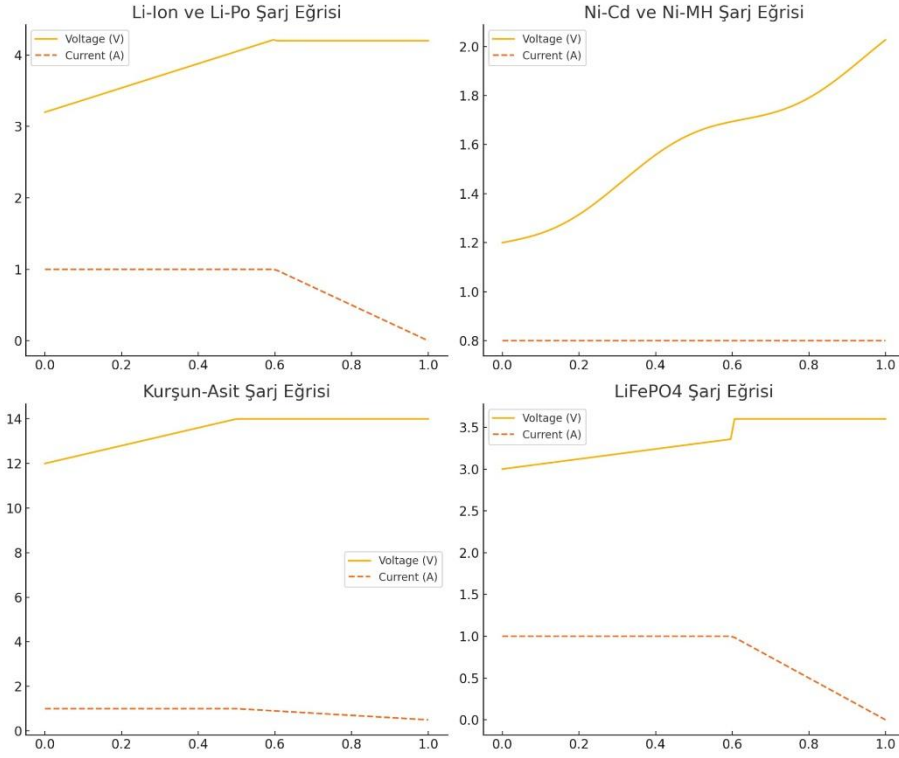 Li-Ion ve Li-Po Şarj Eğrisi
Voltage (V)
Current (A)
4
3
2
1
0
0.0 0.2 0.4 0.6 0.8 1.0
Ni-Cd ve Ni-MH Şarj Eğrisi
Voltage (V)
Current (A)
2.0
1.8
1.6
1.4
1.2
1.0
0.8
0.0 0.2 0.4 0.6 0.8 1.0
Kurşun-Asit Şarj Eğrisi
14
12
10
8
Voltage (V)
Current (A)
6
4
2
0
0.0 0.2 0.4 0.6 0.8 1.0
LiFePO4 Şarj Eğrisi
Voltage (V)
Current (A)
3.5
3.0
2.5
2.0
1.5
1.0
0.5
0.0
0.0 0.2 0.4 0.6 0.8 1.0